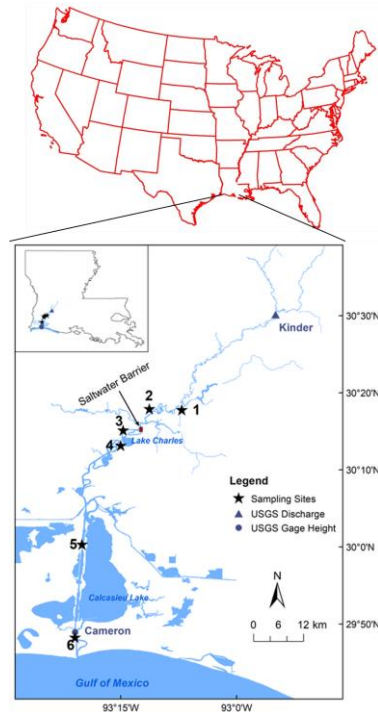 30°30'
Kinder
Saltwater Barrier
30°20'
2
1
3
Lake Charles
4
30°10'
Legend
Sampling Sites
USGS Discharge
USGS Gage Height
5
30°0'
N
Calcasieu Lake
0 6 12 km
Cameron
29°50'
6
Gulf of Mexico
93°15'
93°0'